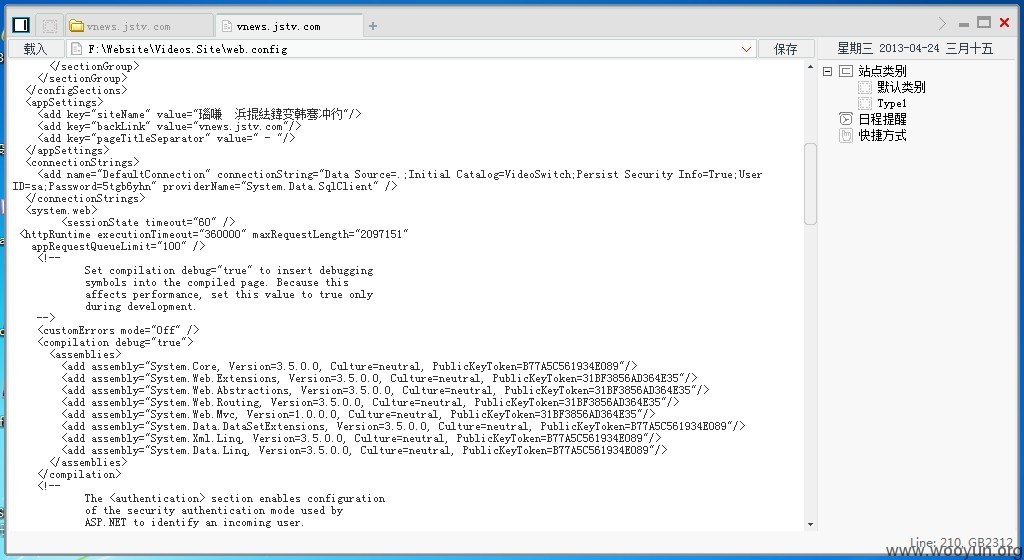 vnews.jstv.com
vnews.jstv.com
载入
F:\Website\Videos.Site\web.config
保存
星期三 2013-04-24 三月十五
</sectionGroup>
</sectionGroup>
</configSections>
<appSettings>
<add key="siteName" value="瑙嗛  浜掍紶鍏变韩骞冲彴"/>
<add key="backLink" value="vnews.jstv.com"/>
<add key="pageTitleSeparator" value=" - "/>
</appSettings>
<connectionStrings>
<add name="DefaultConnection" connectionString="Data Source=.;Initial Catalog=VideoSwitch;Persist Security Info=True;User
ID=sa;Password=5tgb6yhn" providerName="System.Data.SqlClient" />
</connectionStrings>
<system.web>
<sessionState timeout="60" />
<httpRuntime executionTimeout="360000" maxRequestLength="2097151"
appRequestQueueLimit="100" />
<!--
Set compilation debug="true" to insert debugging
symbols into the compiled page. Because this
affects performance, set this value to true only
during development.
-->
<customErrors mode="Off" />
<compilation debug="true">
<assemblies>
<add assembly="System.Core, Version=3.5.0.0, Culture=neutral, PublicKeyToken=B77A5C561934E089"/>
<add assembly="System.Web.Extensions, Version=3.5.0.0, Culture=neutral, PublicKeyToken=31BF3856AD364E35"/>
<add assembly="System.Web.Abstractions, Version=3.5.0.0, Culture=neutral, PublicKeyToken=31BF3856AD364E35"/>
<add assembly="System.Web.Routing, Version=3.5.0.0, Culture=neutral, PublicKeyToken=31BF3856AD364E35"/>
<add assembly="System.Web.Mvc, Version=1.0.0.0, Culture=neutral, PublicKeyToken=31BF3856AD364E35"/>
<add assembly="System.Data.DataSetExtensions, Version=3.5.0.0, Culture=neutral, PublicKeyToken=B77A5C561934E089"/>
<add assembly="System.Xml.Linq, Version=3.5.0.0, Culture=neutral, PublicKeyToken=B77A5C561934E089"/>
<add assembly="System.Data.Linq, Version=3.5.0.0, Culture=neutral, PublicKeyToken=B77A5C561934E089"/>
</assemblies>
</compilation>
<!--
The <authentication> section enables configuration
of the security authentication mode used by
ASP.NET to identify an incoming user.
站点类别
默认类别
Type1
日程提醒
快捷方式
Line: 210, GB2312
www.wooyun.org